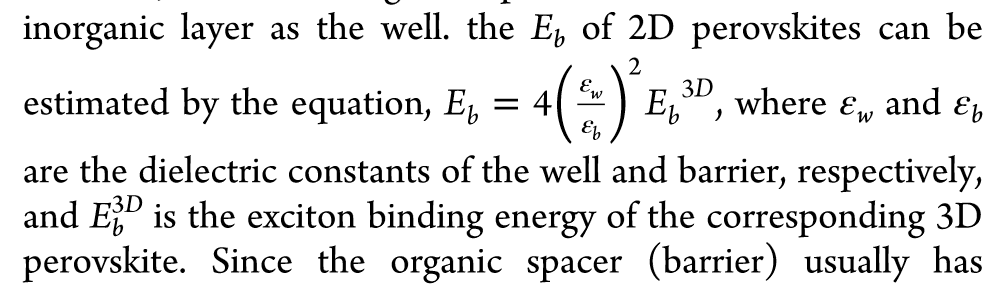 inorganic layer as the well. the E_b of 2D perovskites can be
estimated by the equation, E_b = 4(ε_w/ε_b)^2 E_b^{3D}, where ε_w and ε_b
are the dielectric constants of the well and barrier, respectively,
and E_b^{3D} is the exciton binding energy of the corresponding 3D
perovskite. Since the organic spacer (barrier) usually has